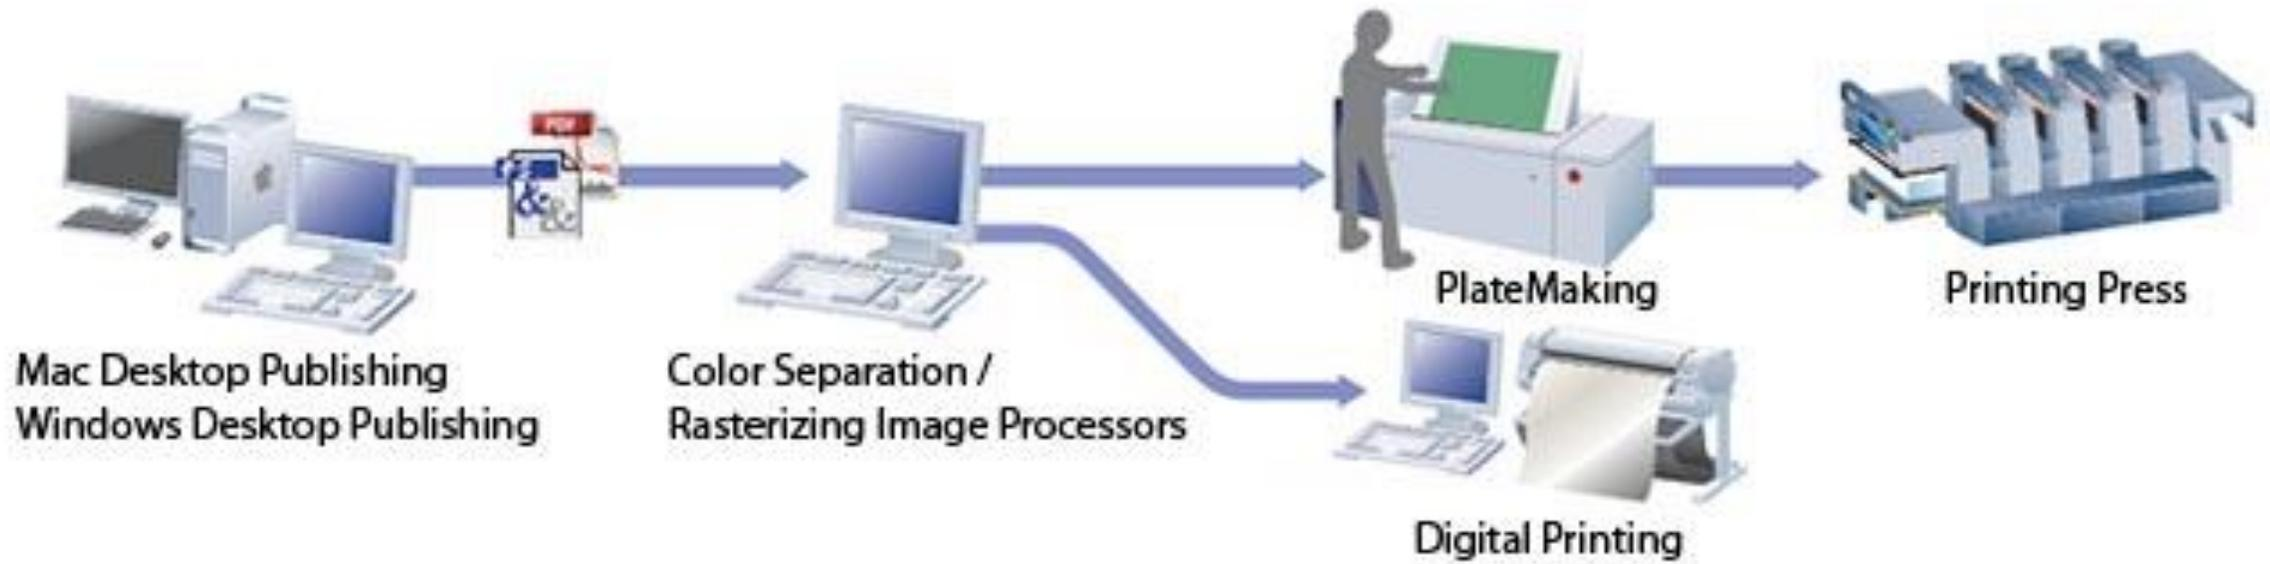 PDF
&
&
Mac Desktop Publishing
Windows Desktop Publishing
Color Separation /
Rasterizing Image Processors
PlateMaking
Printing Press
Digital Printing